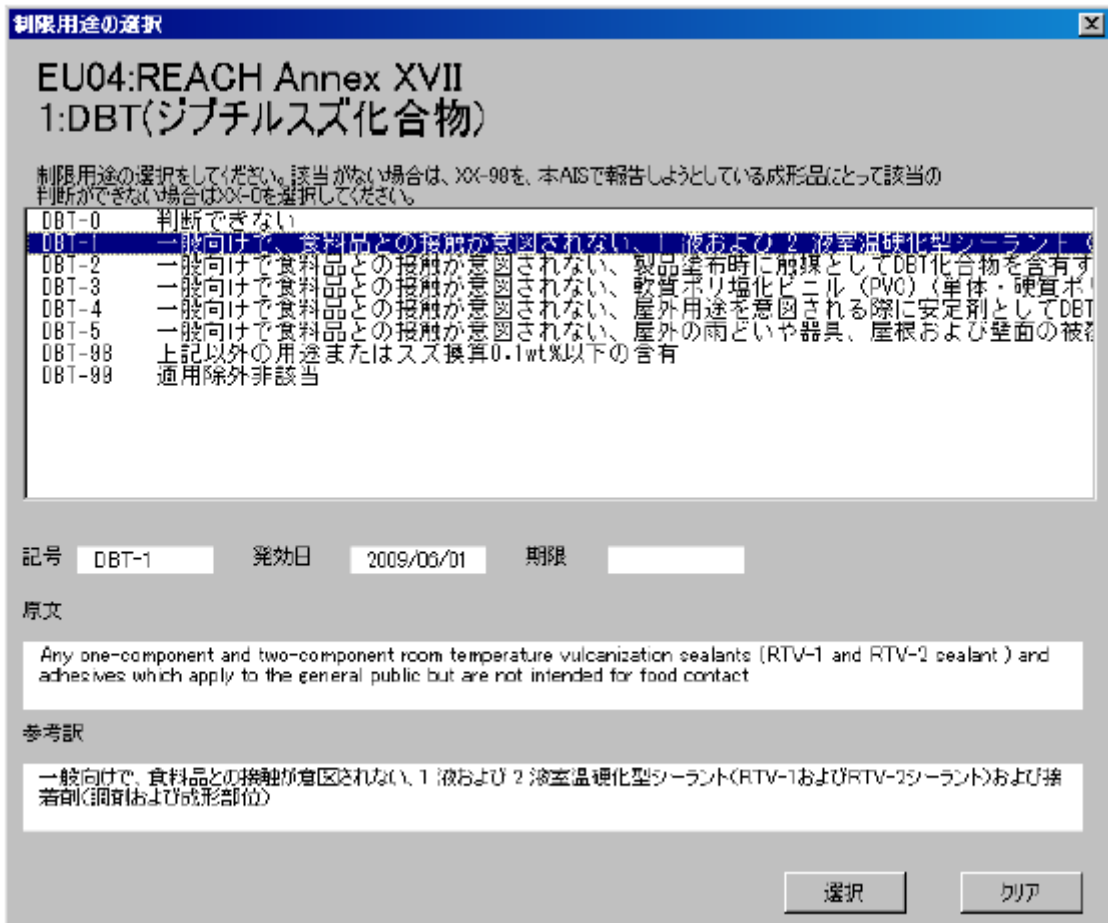 制限用途の選択
EU04:REACH Annex XVII
1:DBT(ジブチルスズ化合物)
制限用途の選択をしてください。該当がない場合は、XX-98を、本AISで報告しようとしている成形品にとって該当の
判断ができない場合はXX-0を選択してください。
DBT-0 判断できない
DBT-1 一般向けで、食料品との接触が意図されない、1 液および 2 液室温硬化型シーラント (
DBT-2 一般向けで食料品との接触が意図されない、製品塗布時に触媒としてDBT化合物を含有す
DBT-3 一般向けで食料品との接触が意図されない、軟質ポリ塩化ビニル (PVC) (単体・硬質ポリ
DBT-4 一般向けで食料品との接触が意図されない、屋外用途を意図される際に安定剤としてDBT
DBT-5 一般向けで食料品との接触が意図されない、屋外の雨どいや器具、屋根および壁面の被覆
DBT-98 上記以外の用途またはスズ換算0.1wt%以下の含有
DBT-99 適用除外非該当
記号 DBT-1 発効日 2009/06/01 期限
原文
Any one-component and two-component room temperature vulcanization sealants (RTV-1 and RTV-2 sealant ) and
adhesives which apply to the general public but are not intended for food contact
参考訳
一般向けで、食料品との接触が意図されない、1 液および 2 液室温硬化型シーラント(RTV-1およびRTV-2シーラント)および接
着剤(調剤および成形部位)
選択 クリア